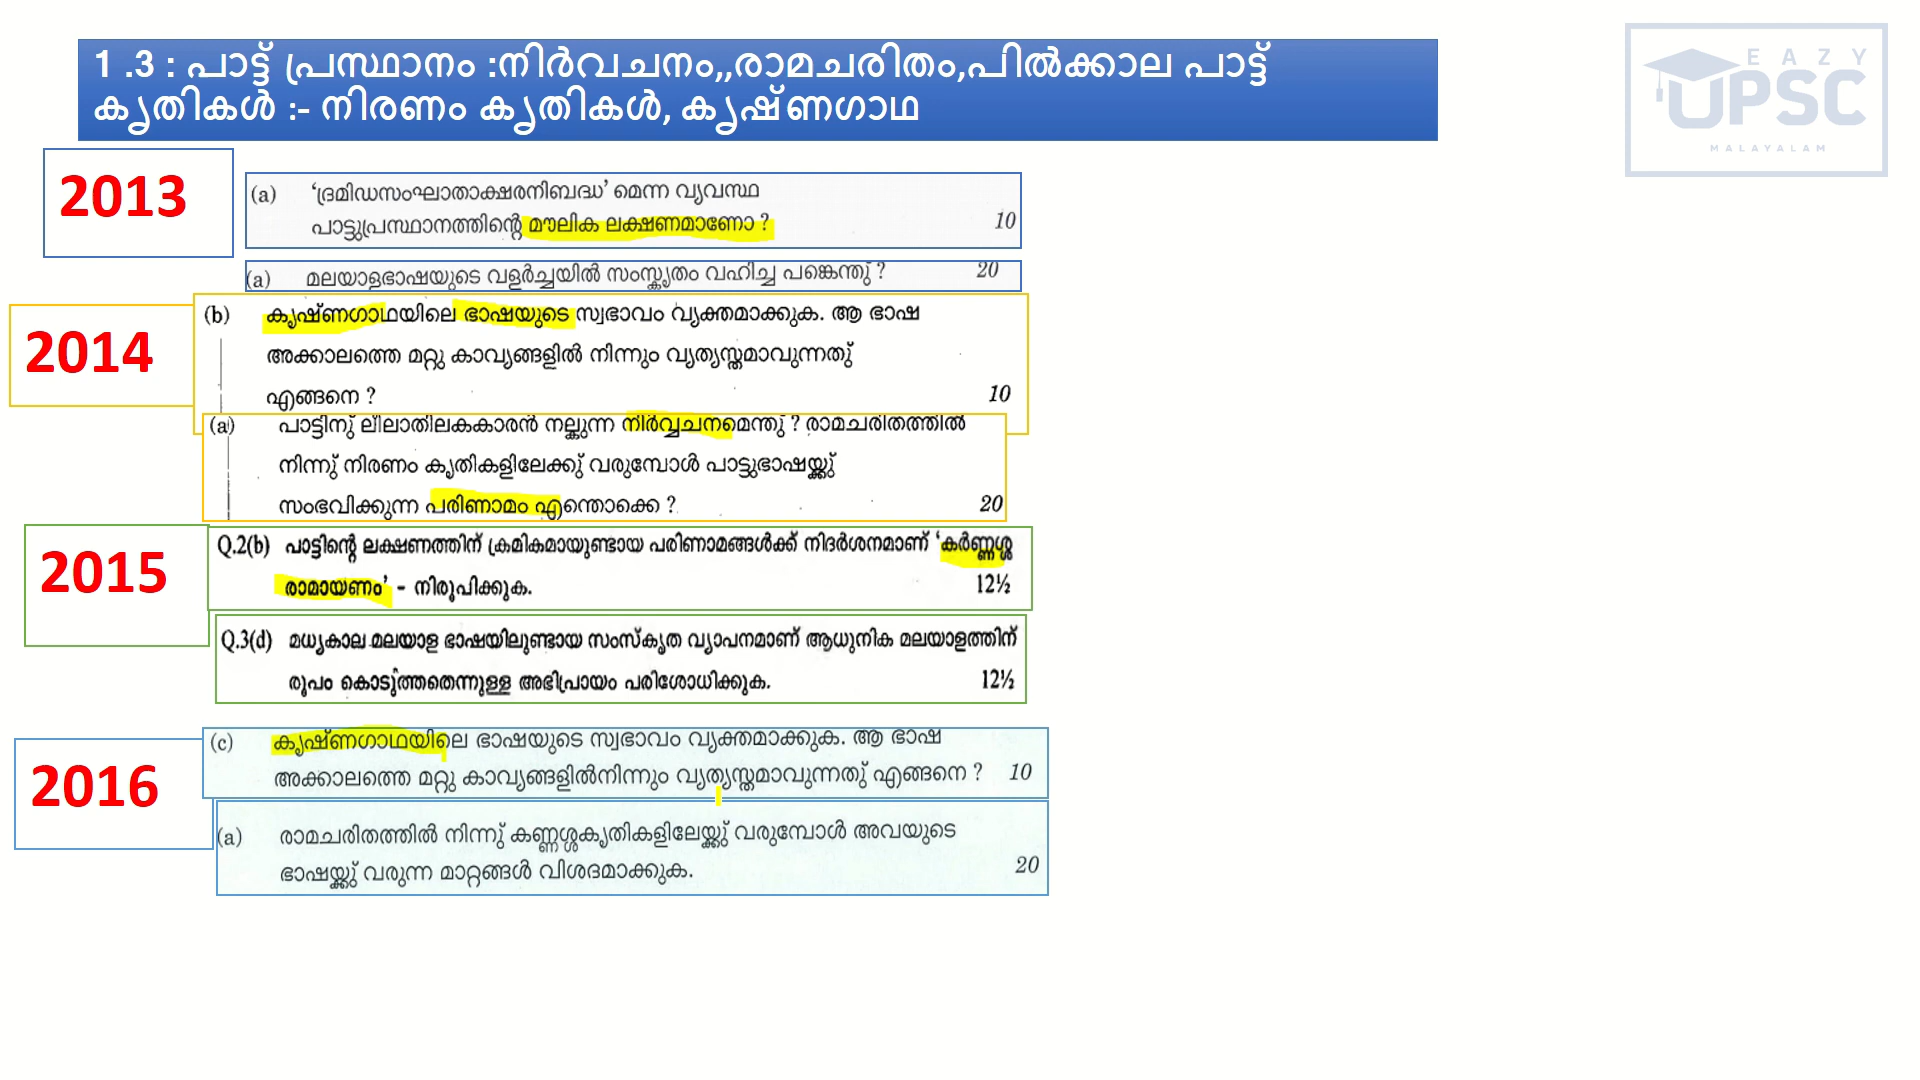 1 .3 : പാട്ട് പ്രസ്ഥാനം :നിർവചനം,,രാമചരിതം,പിൽക്കാല പാട്ട്
കൃതികൾ :- നിരണം കൃതികൾ, കൃഷ്ണഗാഥ
EAZY
UPSC
MALAYALAM
2013
(a) ‘ദ്രമിഡസംഘാതാക്ഷരനിബദ്ധ’ മെന്ന വ്യവസ്ഥ
പാട്ടുപ്രസ്ഥാനത്തിന്റെ മൗലിക ലക്ഷണമാണോ ? 10
(a) മലയാളഭാഷയുടെ വളർച്ചയിൽ സംസ്കൃതം വഹിച്ച പങ്കെന്തു് ? 20
2014
(b) കൃഷ്ണഗാഥയിലെ ഭാഷയുടെ സ്വഭാവം വ്യക്തമാക്കുക. ആ ഭാഷ
അക്കാലത്തെ മറ്റു കാവ്യങ്ങളിൽ നിന്നും വ്യത്യസ്തമാവുന്നതു്
എങ്ങനെ ? 10
(a) പാട്ടിനു് ലീലാതിലകകാരൻ നല്കുന്ന നിർവ്വചനമെന്തു് ? രാമചരിതത്തിൽ
നിന്നു് നിരണം കൃതികളിലേക്കു് വരുമ്പോൾ പാട്ടുഭാഷയ്ക്കു്
സംഭവിക്കുന്ന പരിണാമം എന്തൊക്കെ ? 20
2015
Q.2(b) പാട്ടിന്റെ ലക്ഷണത്തിന് ക്രമികമായുണ്ടായ പരിണാമങ്ങൾക്ക് നിദർശനമാണ് ‘കർണ്ണശ്ശ
രാമായണം’ – നിരൂപിക്കുക. 12½
Q.3(d) മധ്യകാല മലയാള ഭാഷയിലുണ്ടായ സംസ്കൃത വ്യാപനമാണ് ആധുനിക മലയാളത്തിന്
രൂപം കൊടുത്തതെന്നുള്ള അഭിപ്രായം പരിശോധിക്കുക. 12½
2016
(c) കൃഷ്ണഗാഥയിലെ ഭാഷയുടെ സ്വഭാവം വ്യക്തമാക്കുക. ആ ഭാഷ
അക്കാലത്തെ മറ്റു കാവ്യങ്ങളിൽനിന്നും വ്യത്യസ്തമാവുന്നതു് എങ്ങനെ ? 10
(a) രാമചരിതത്തിൽ നിന്നു് കണ്ണശ്ശകൃതികളിലേയ്ക്കു് വരുമ്പോൾ അവയുടെ
ഭാഷയ്ക്കു് വരുന്ന മാറ്റങ്ങൾ വിശദമാക്കുക. 20